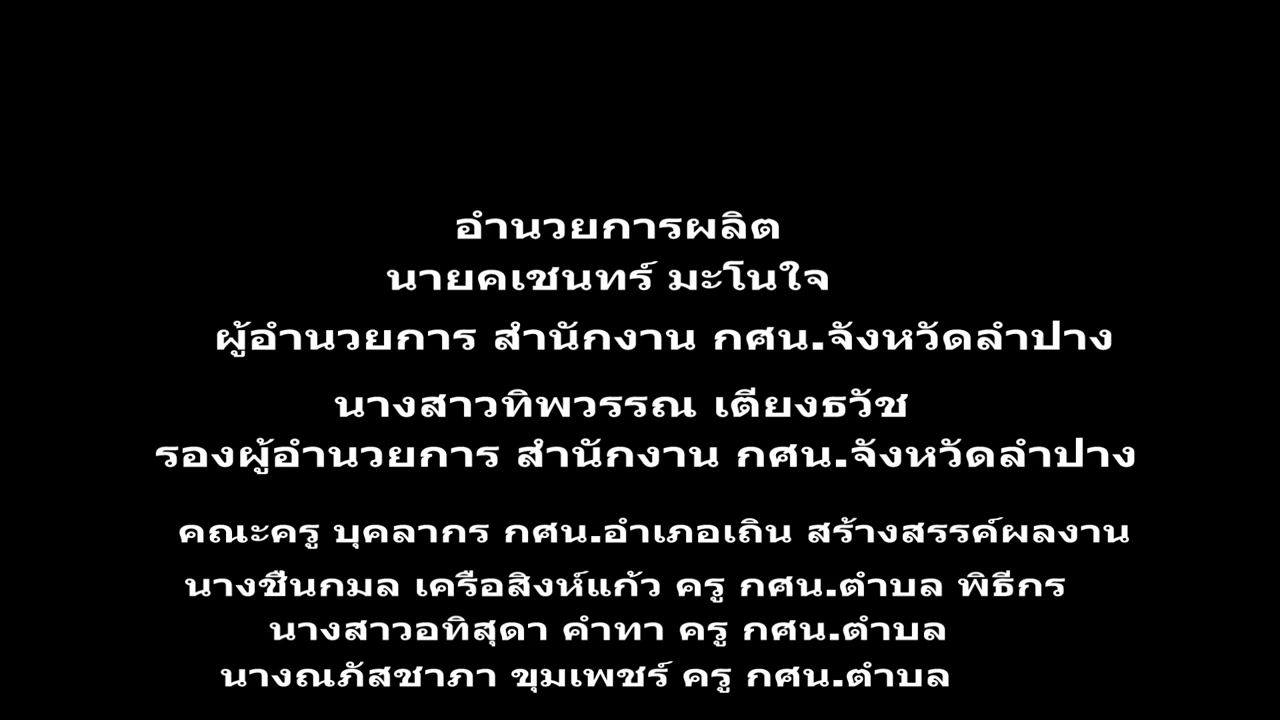 อำนวยการผลิต
นายคเชนทร์ มะโนใจ
ผู้อำนวยการ สำนักงาน กศน.จังหวัดลำปาง
นางสาวทิพวรรณ เตียงธวัช
รองผู้อำนวยการ สำนักงาน กศน.จังหวัดลำปาง
คณะครู บุคลากร กศน.อำเภอเถิน สร้างสรรค์ผลงาน
นางชื่นกมล เครือสิงห์แก้ว ครู กศน.ตำบล พิธีกร
นางสาวอทิสุดา คำทา ครู กศน.ตำบล
นางณภัสชาภา ขุมเพชร์ ครู กศน.ตำบล